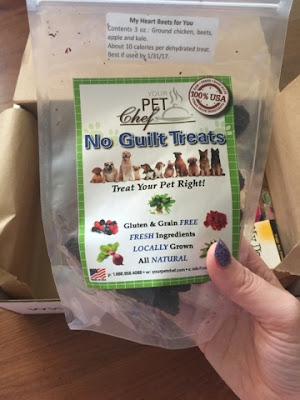 My Heart Beets for You
Contents 3 oz.: Ground chicken, beets,
apple and kale.
About 10 calories per dehydrated treat.
Best if used by 1/31/17.
YOUR
PET
Chef
100% USA
No Guilt Treats
Treat Your Pet Right!
Gluten & Grain FREE
FRESH Ingredients
LOCALLY Grown
All NATURAL